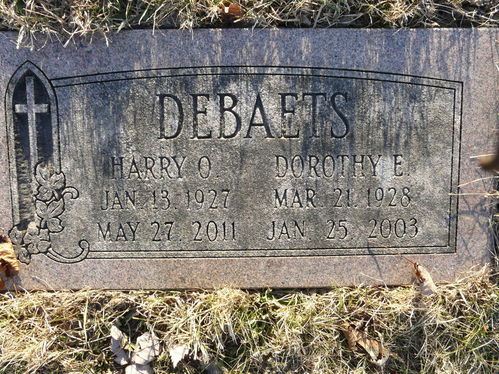 DEBAETS
HARRY O. DOROTHY E.
JAN. 13, 1927 MAR. 21, 1928
MAY 27, 2011 JAN. 25, 2003